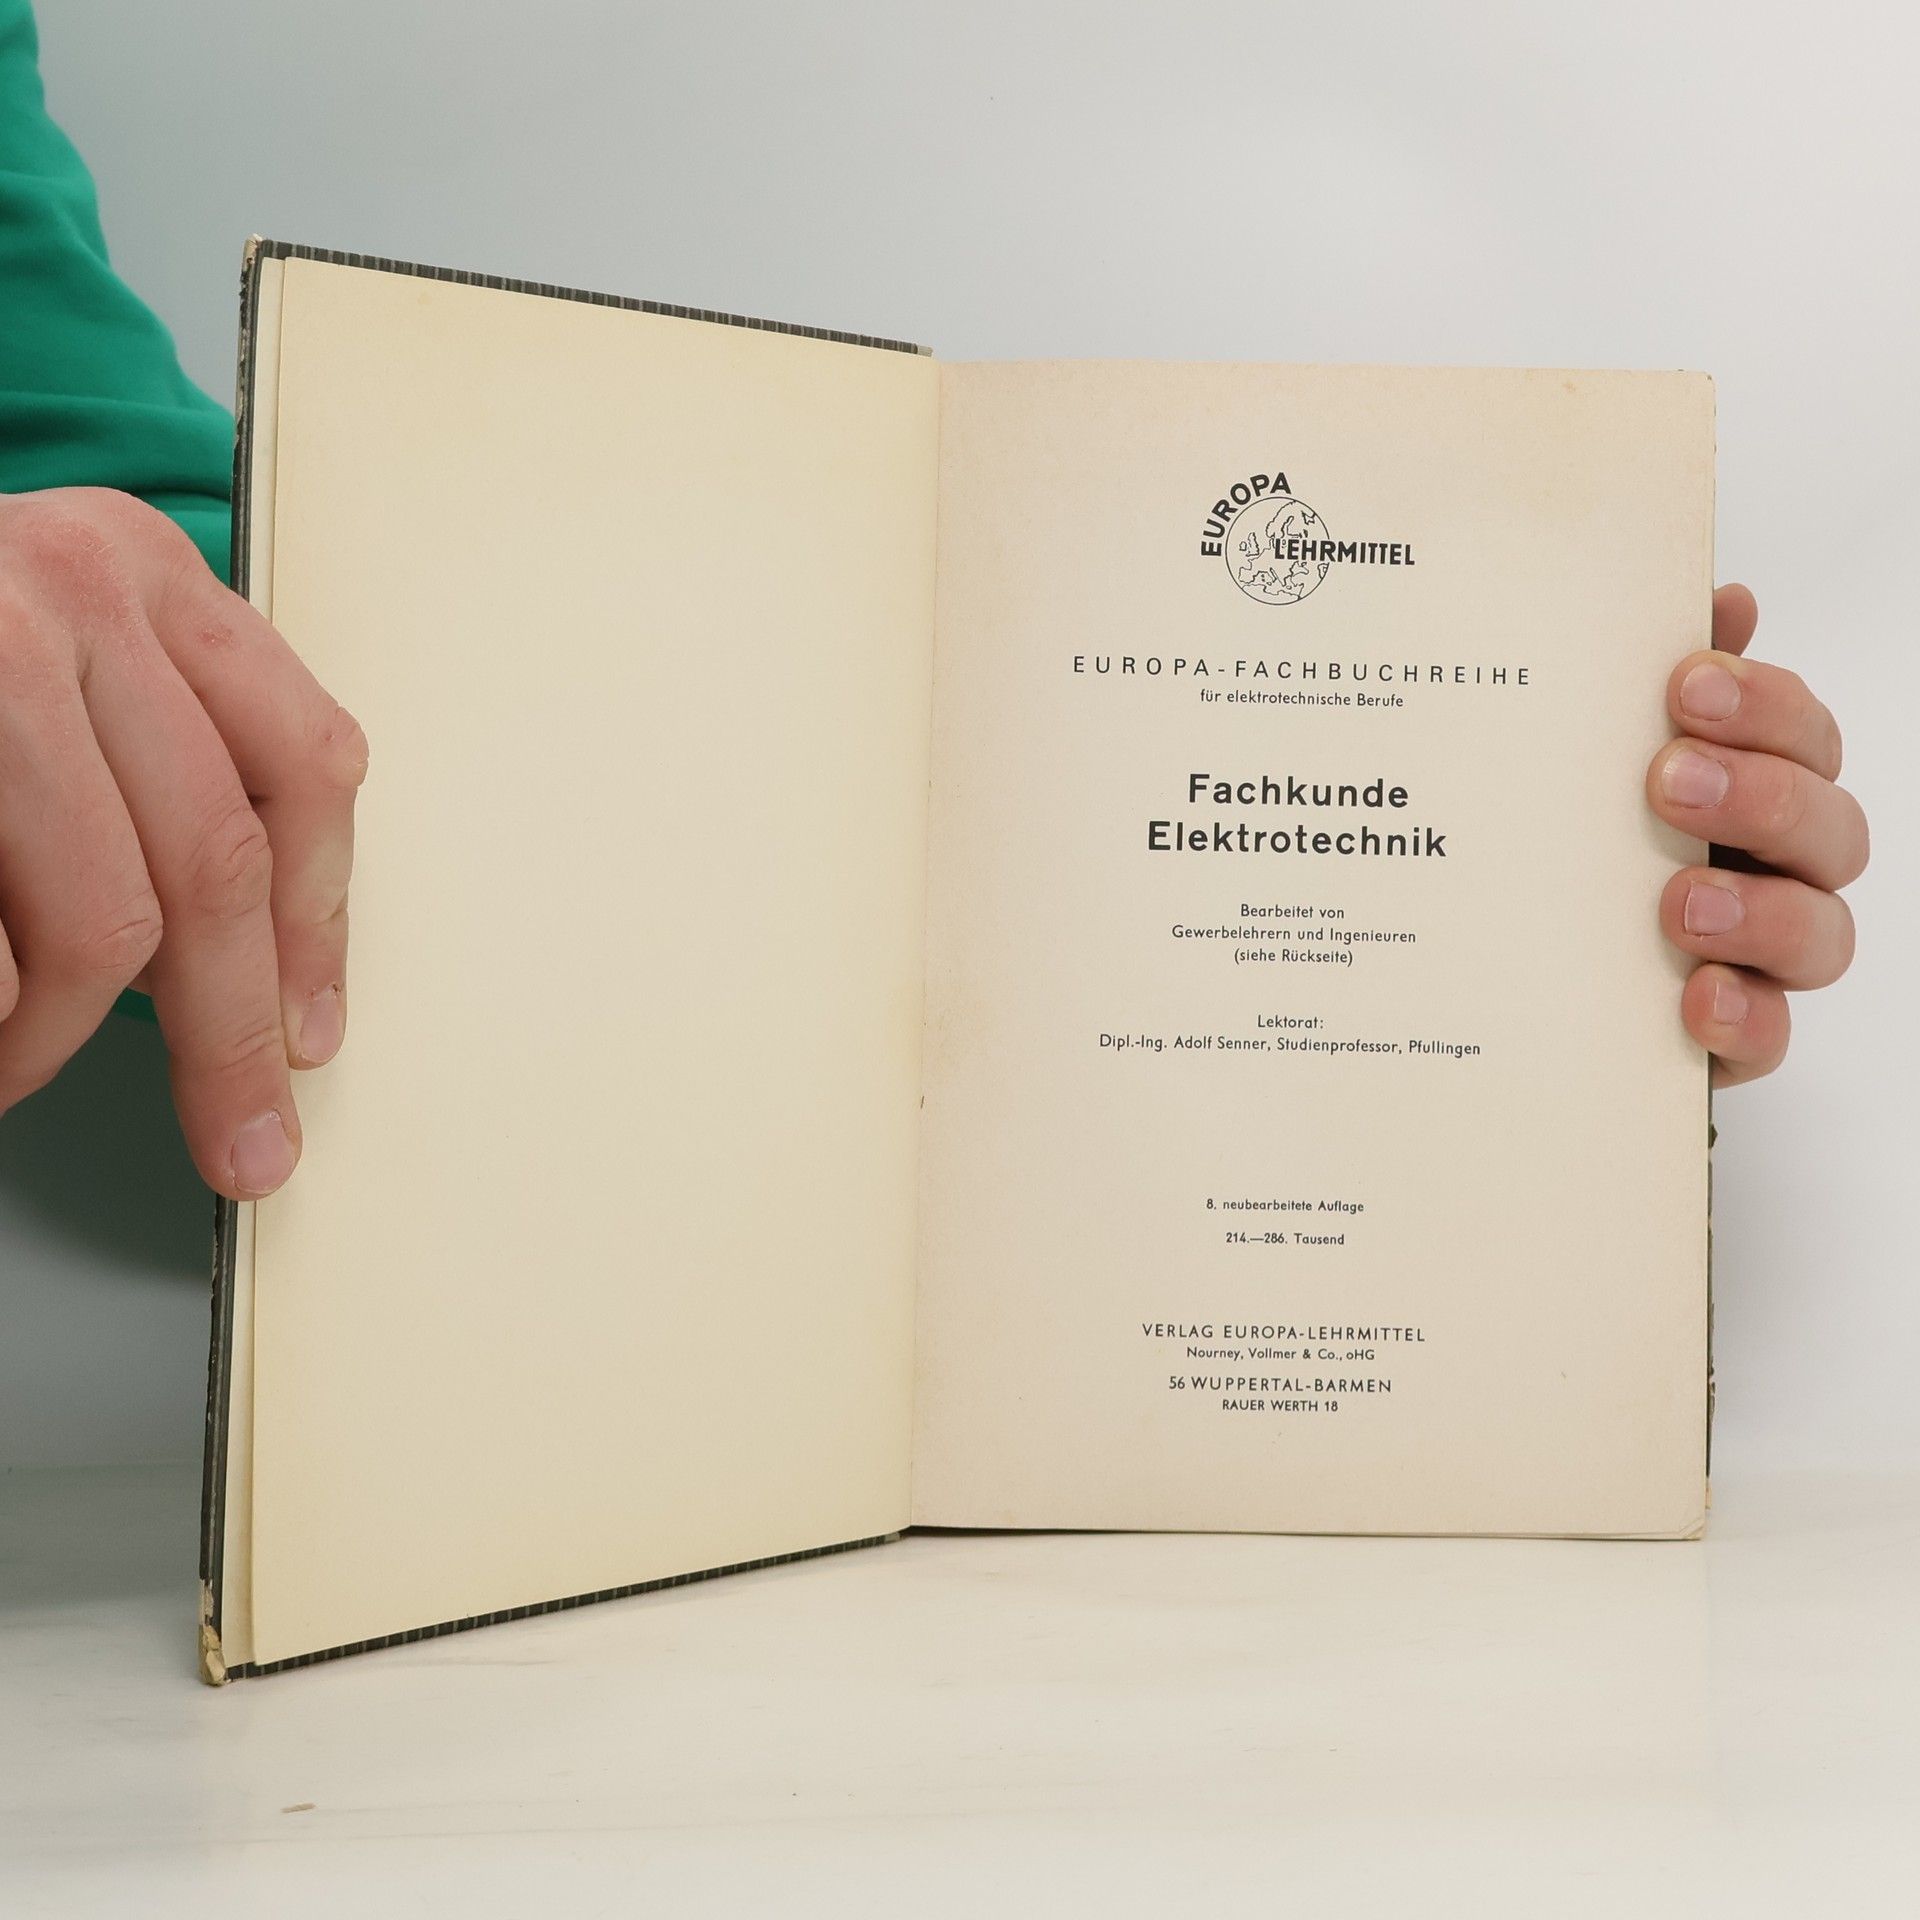 EUROPA
LEHRMITTEL
EUROPA-FACHBUCHREIHE
für elektrotechnische Berufe
Fachkunde
Elektrotechnik
Bearbeitet von
Gewerbelehrern und Ingenieuren
(siehe Rückseite)
Lektorat:
Dipl.-Ing. Adolf Senner, Studienprofessor, Pfullingen
8. neubearbeitete Auflage
214.—286. Tausend
VERLAG EUROPA-LEHRMITTEL
Nourney, Vollmer & Co., oHG
56 WUPPERTAL-BARMEN
RAUER WERTH 18